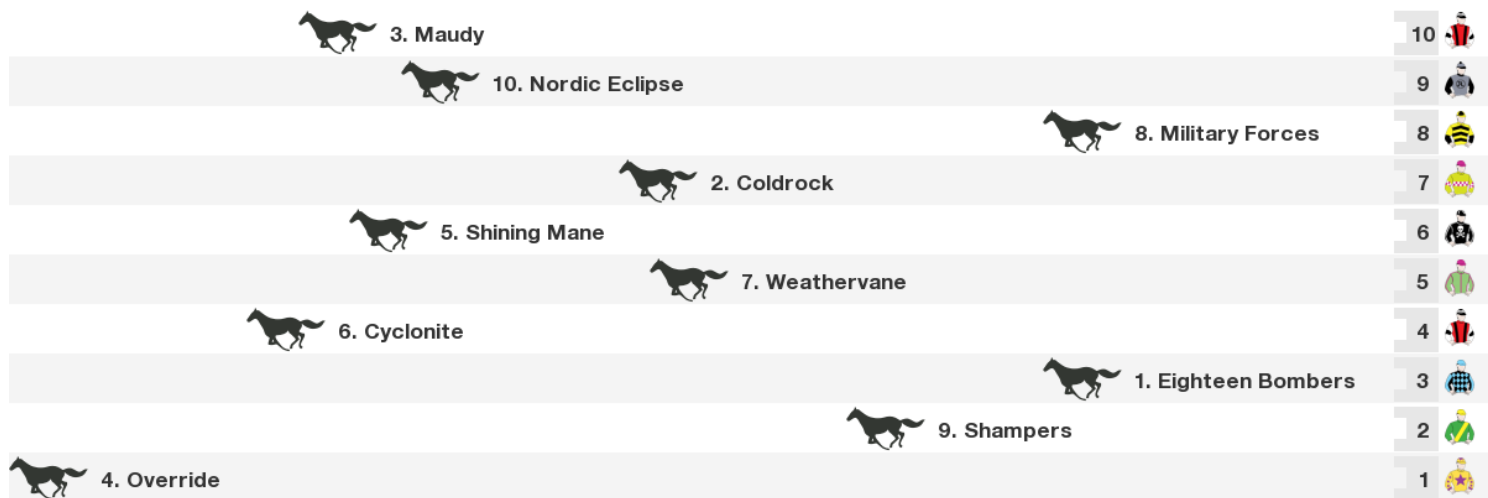 3. Maudy 10
10. Nordic Eclipse 9
8. Military Forces 8
2. Coldrock 7
5. Shining Mane 6
7. Weathervane 5
6. Cyclonite 4
1. Eighteen Bombers 3
9. Shampers 2
4. Override 1